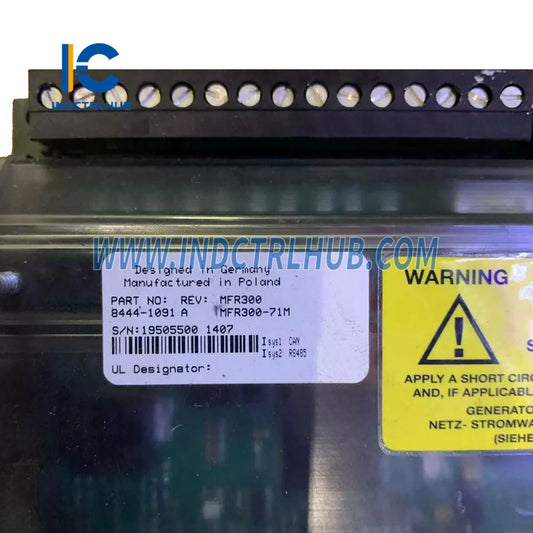 IC
INDCTRLHUB
WWW.INDCTRLHUB.COM
Designed in Germany
Manufactured in Poland
PART NO: REV: MFR300
8444-1091 A MFR300-71M
S/N:19505500 1407
Isys1: CAN
Isys2: RS485
UL Designator:
WARNING
S
APPLY A SHORT CIRC
AND, IF APPLICABL
GENERATO
NETZ- STROMWA
(SIEHE